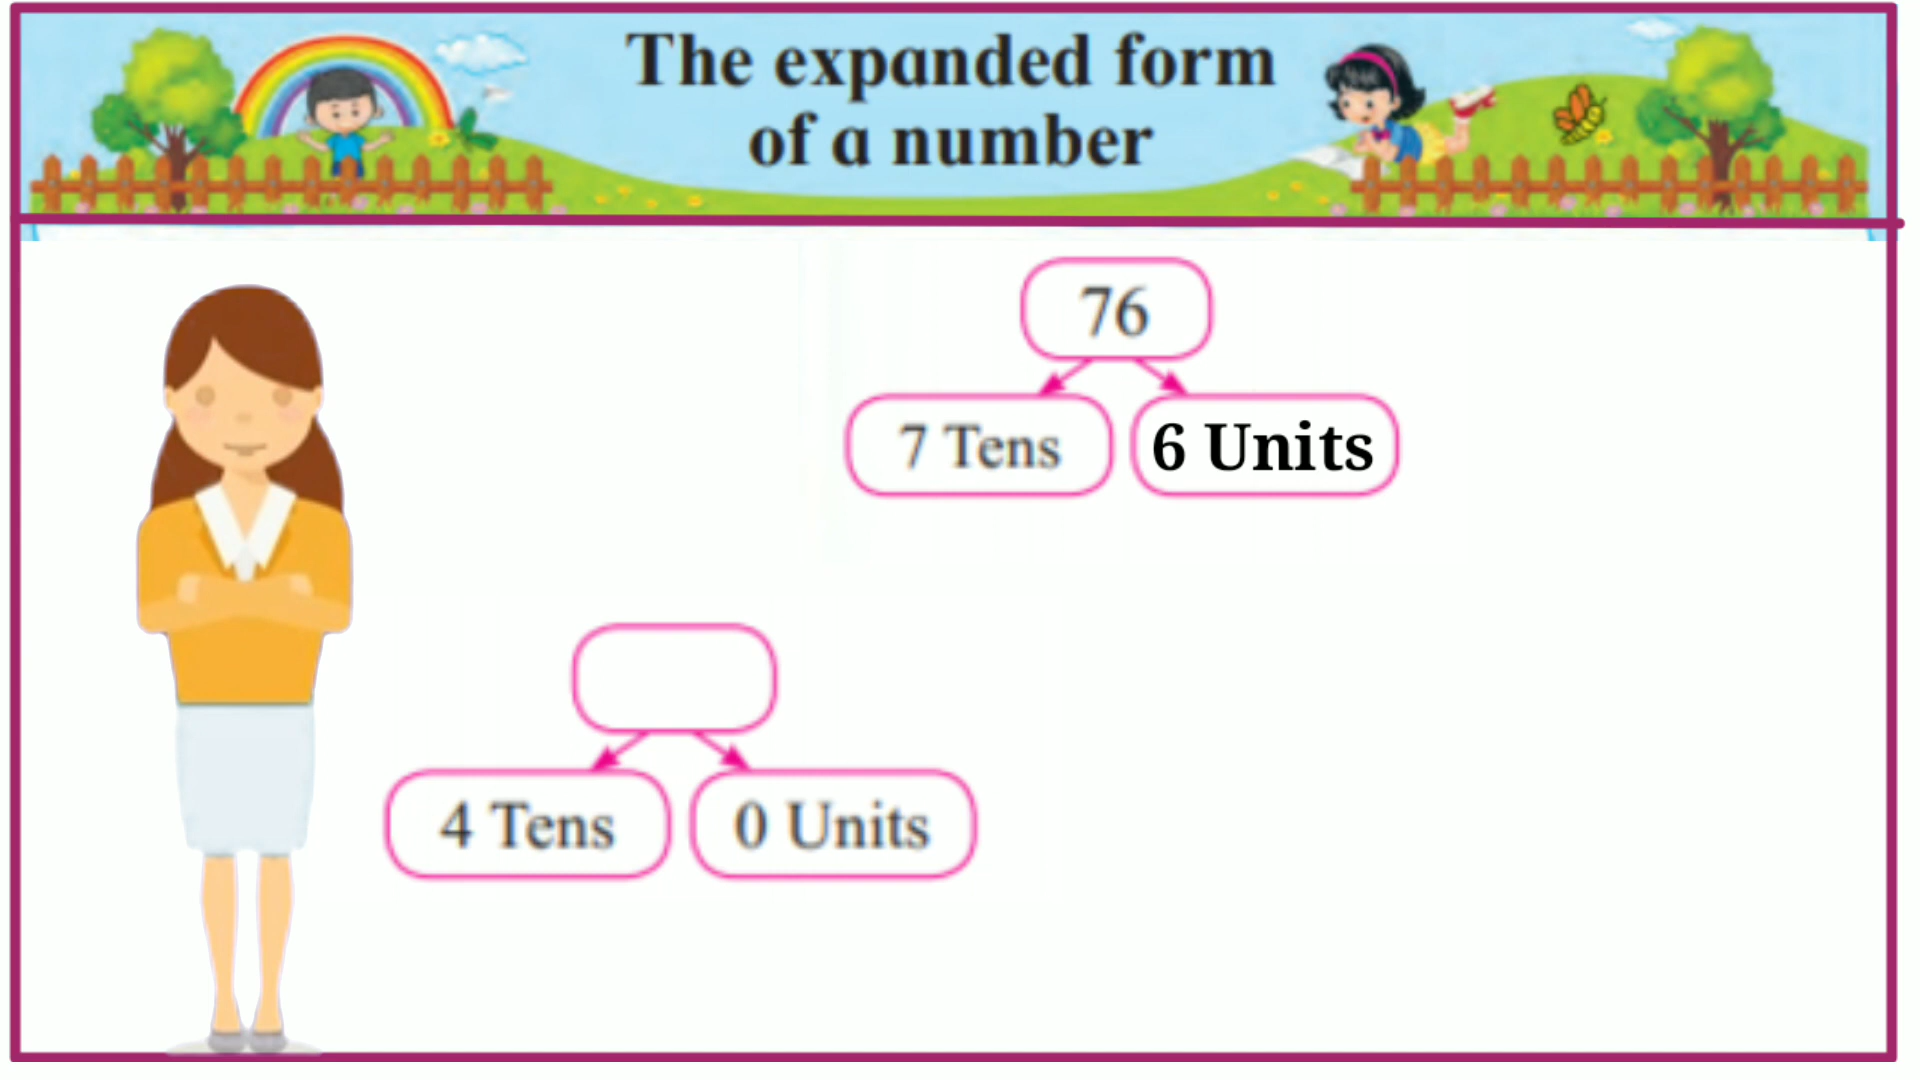 The expanded form
of a number
76
7 Tens
6 Units
4 Tens
0 Units